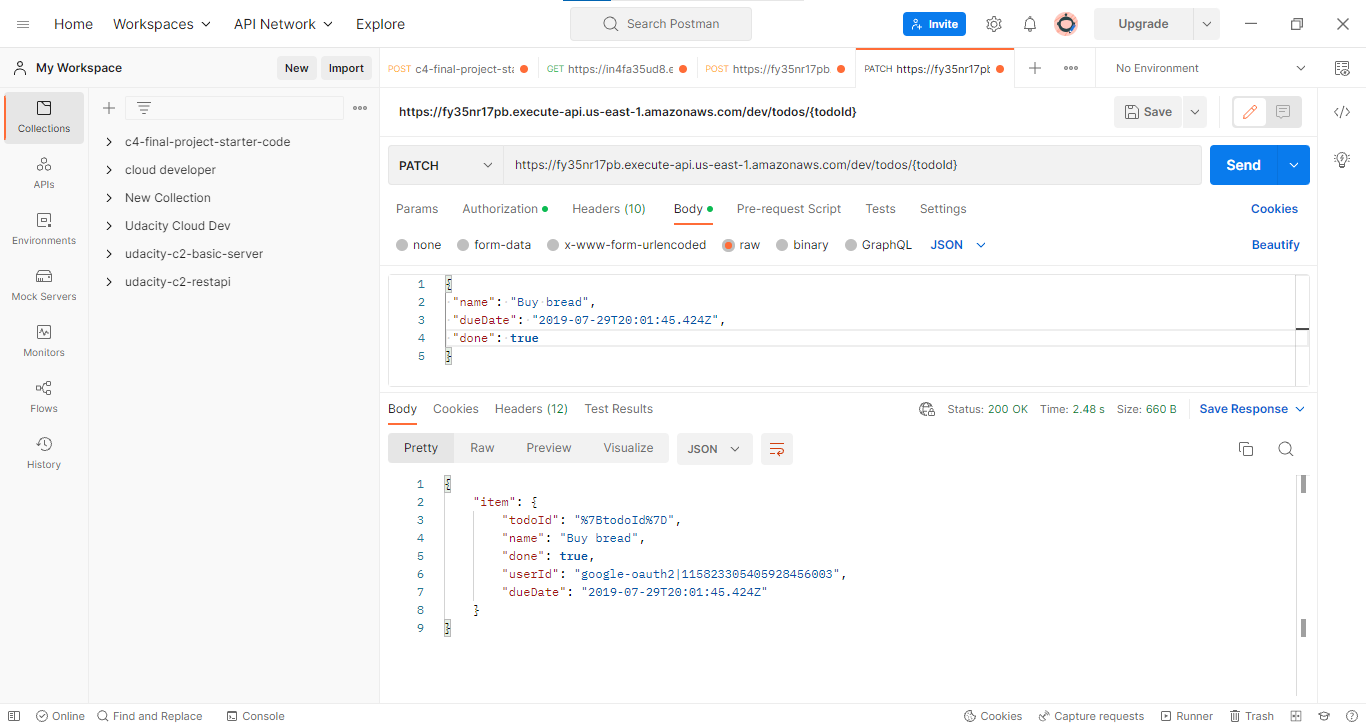 Home Workspaces API Network Explore Search Postman Invite Upgrade
My Workspace New Import
POST c4-final-project-sta GET https://in4fa35ud8.e POST https://fy35nr17pb PATCH https://fy35nr17pb No Environment
Collections
APIs
Environments
Mock Servers
Monitors
Flows
History
c4-final-project-starter-code
cloud developer
New Collection
Udacity Cloud Dev
udacity-c2-basic-server
udacity-c2-restapi
https://fy35nr17pb.execute-api.us-east-1.amazonaws.com/dev/todos/{todoId} Save
PATCH https://fy35nr17pb.execute-api.us-east-1.amazonaws.com/dev/todos/{todoId} Send
Params Authorization Headers (10) Body Pre-request Script Tests Settings Cookies
none form-data x-www-form-urlencoded raw binary GraphQL JSON Beautify
1 {
2 "name": "Buy bread",
3 "dueDate": "2019-07-29T20:01:45.424Z",
4 "done": true
5 }
Body Cookies Headers (12) Test Results Status: 200 OK Time: 2.48 s Size: 660 B Save Response
Pretty Raw Preview Visualize JSON
1 {
2 "item": {
3 "todoId": "%7BtodoId%7D",
4 "name": "Buy bread",
5 "done": true,
6 "userId": "google-oauth2|115823305405928456003",
7 "dueDate": "2019-07-29T20:01:45.424Z"
8 }
9 }
Online Find and Replace Console Cookies Capture requests Runner Trash